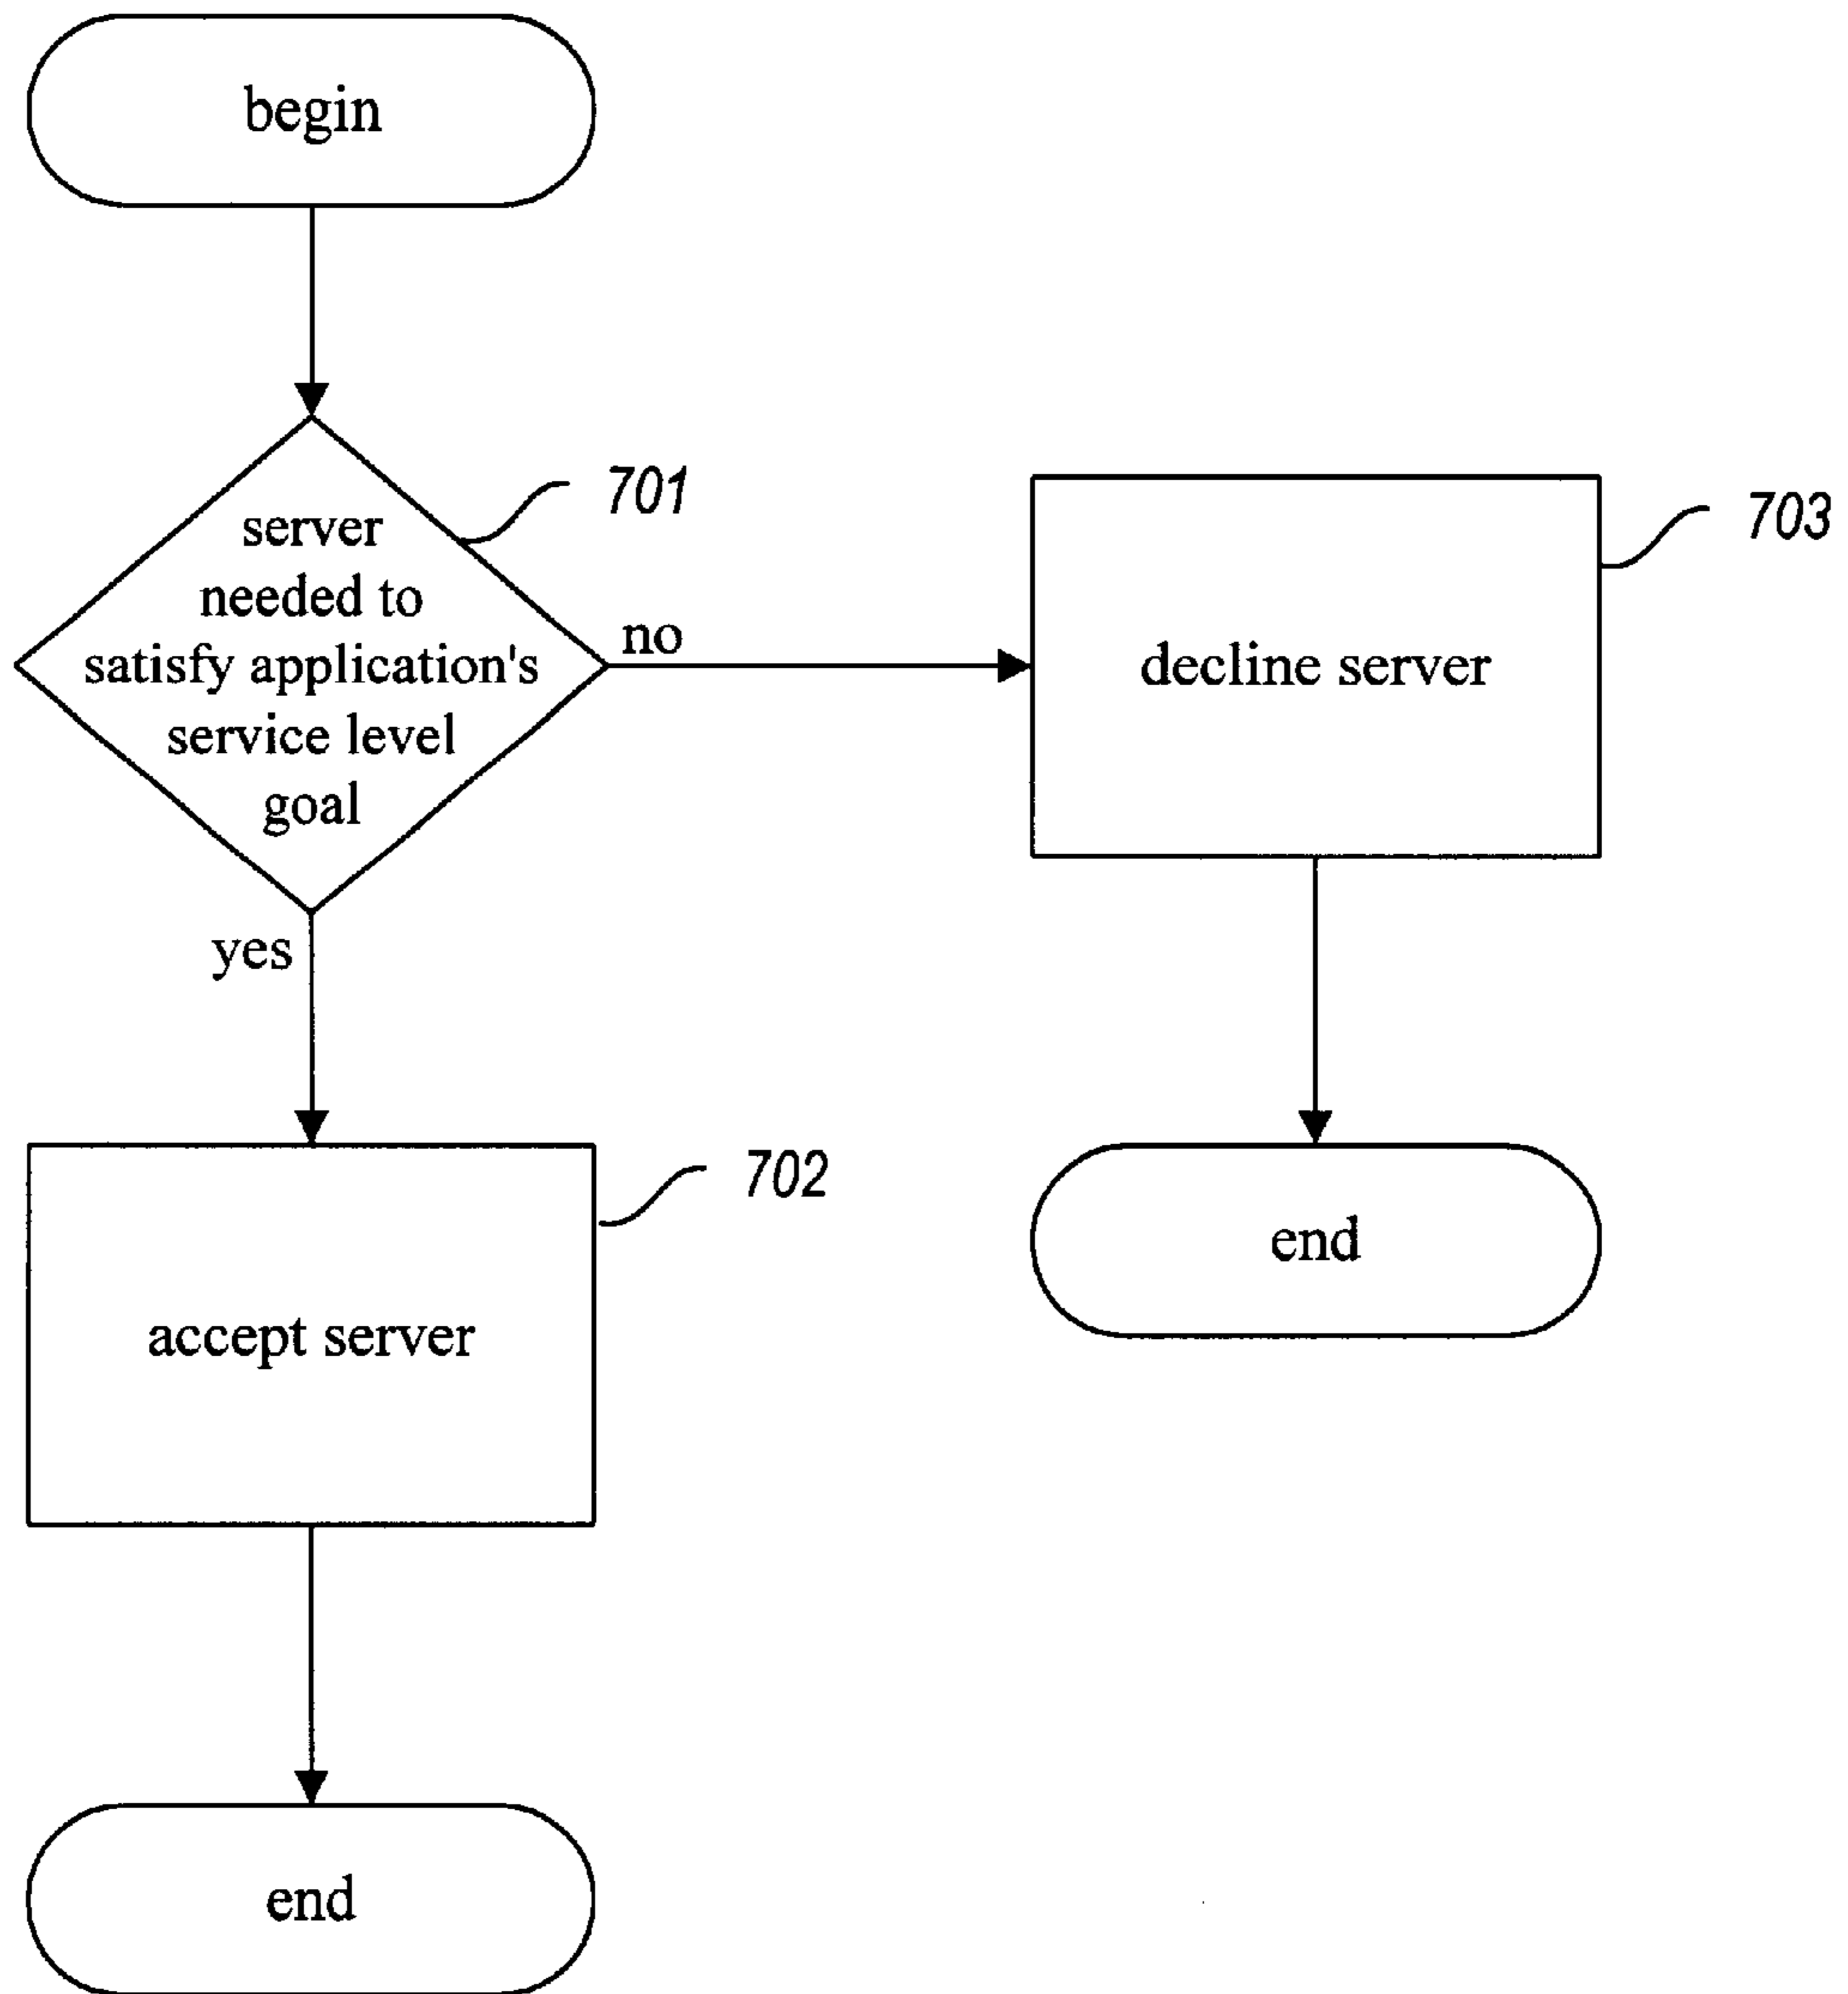 begin
701
server
needed to
satisfy application's
service level
goal
no
703
decline server
yes
702
accept server
end
end